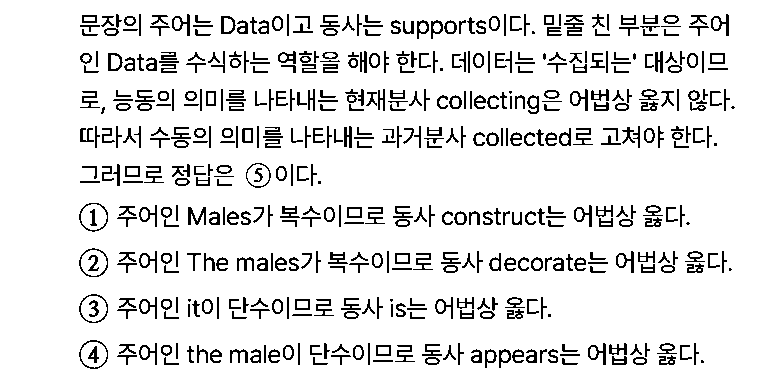 문장의 주어는 Data이고 동사는 supports이다. 밑줄 친 부분은 주어
인 Data를 수식하는 역할을 해야 한다. 데이터는 '수집되는' 대상이므
로, 능동의 의미를 나타내는 현재분사 collecting은 어법상 옳지 않다.
따라서 수동의 의미를 나타내는 과거분사 collected로 고쳐야 한다.
그러므로 정답은 ⑤이다.
① 주어인 Males가 복수이므로 동사 construct는 어법상 옳다.
② 주어인 The males가 복수이므로 동사 decorate는 어법상 옳다.
③ 주어인 it이 단수이므로 동사 is는 어법상 옳다.
④ 주어인 the male이 단수이므로 동사 appears는 어법상 옳다.